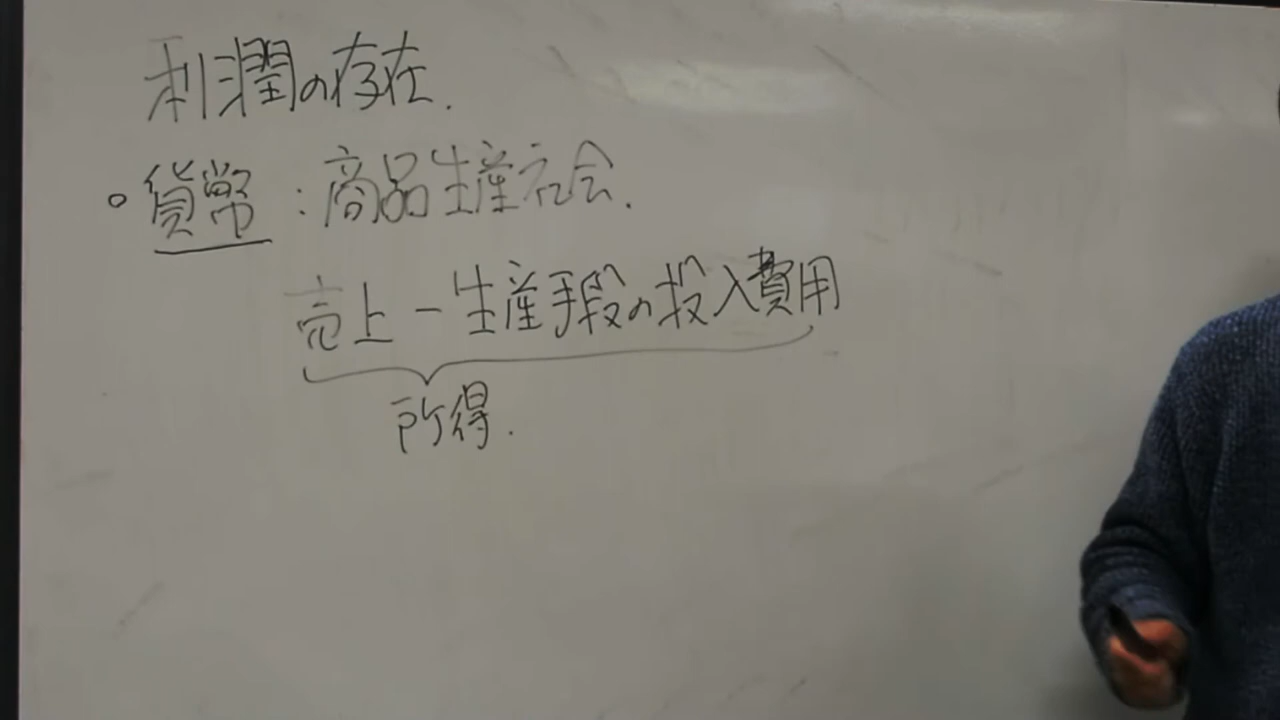 利潤の存在.
○貨幣：商品生産社会.
売上－生産手段の投入費用
所得.